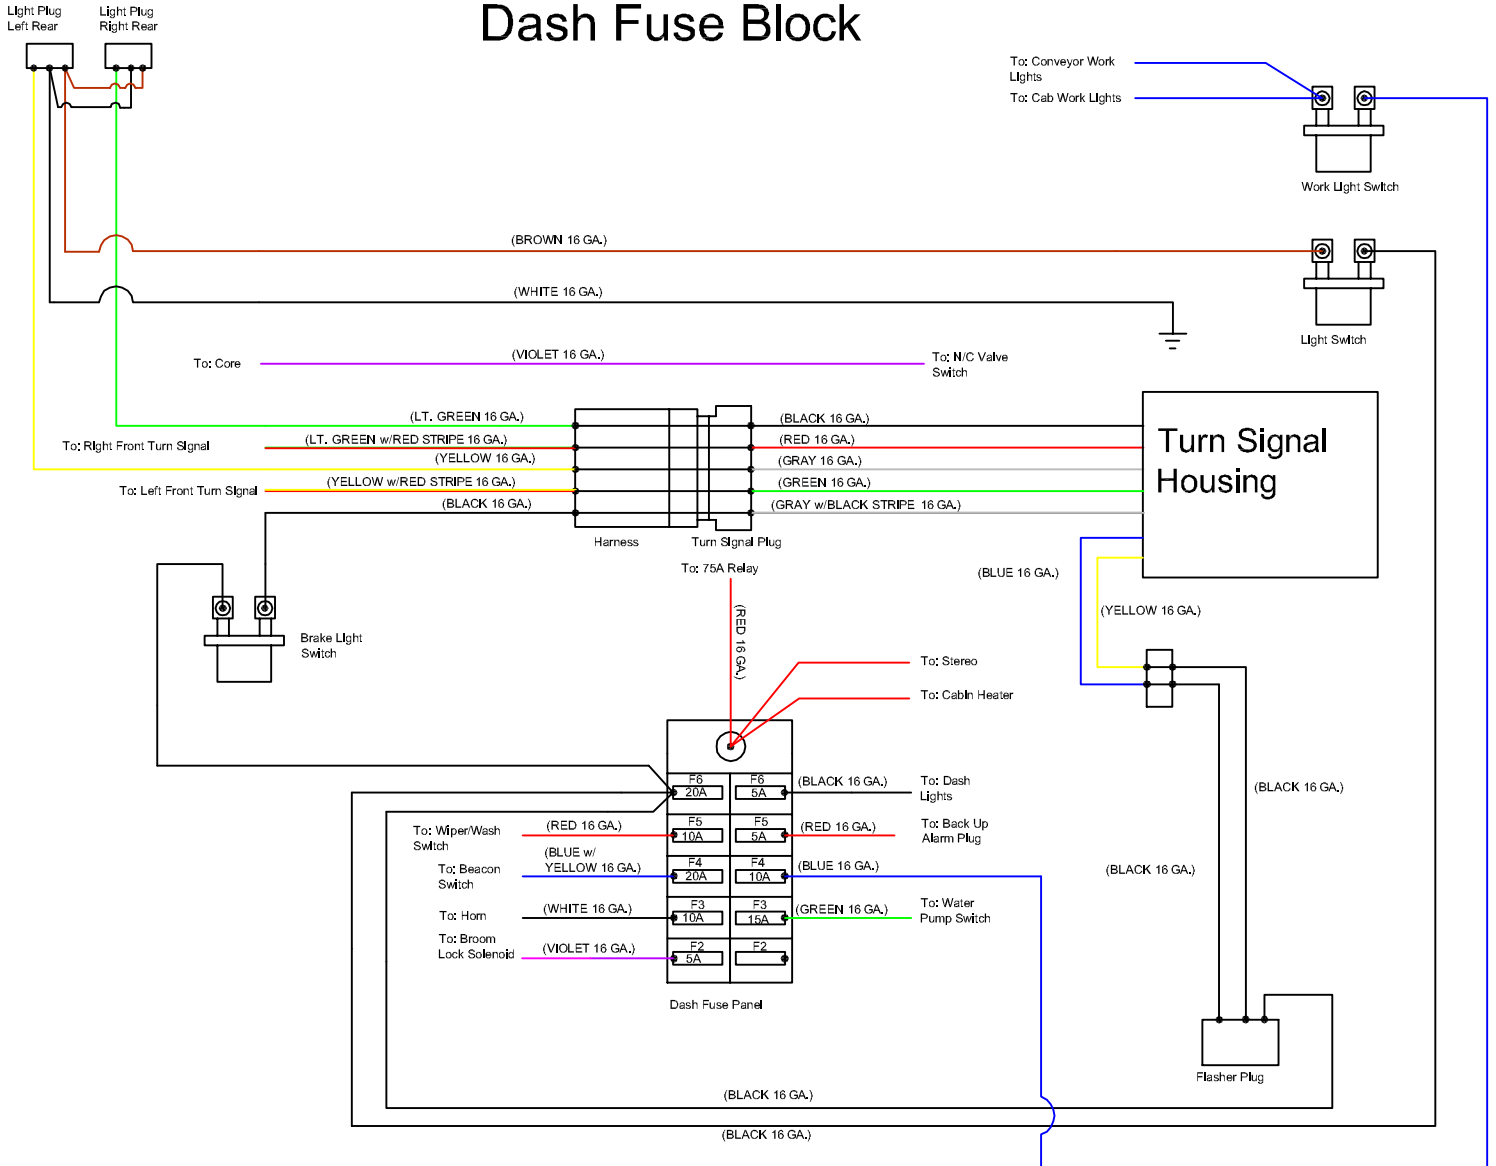 Dash Fuse Block
Light Plug
Left Rear
Light Plug
Right Rear
To: Conveyor Work
Lights
To: Cab Work Lights
Work Light Switch
(BROWN 16 GA.)
(WHITE 16 GA.)
Light Switch
To: Core
(VIOLET 16 GA.)
To: N/C Valve
Switch
(LT. GREEN 16 GA.)
(BLACK 16 GA.)
To: Right Front Turn Signal
(LT. GREEN w/RED STRIPE 16 GA.)
(RED 16 GA.)
(YELLOW 16 GA.)
(GRAY 16 GA.)
To: Left Front Turn Signal
(YELLOW w/RED STRIPE 16 GA.)
(GREEN 16 GA.)
(BLACK 16 GA.)
(GRAY w/BLACK STRIPE 16 GA.)
Turn Signal
Housing
Harness
Turn Signal Plug
To: 75A Relay
(RED 16 GA.)
(BLUE 16 GA.)
(YELLOW 16 GA.)
Brake Light
Switch
To: Stereo
To: Cabin Heater
F6
20A
F6
5A
(BLACK 16 GA.)
To: Dash
Lights
(BLACK 16 GA.)
To: Wiper/Wash
Switch
(RED 16 GA.)
F5
10A
F5
5A
(RED 16 GA.)
To: Back Up
Alarm Plug
To: Beacon
Switch
(BLUE w/
YELLOW 16 GA.)
F4
20A
F4
10A
(BLUE 16 GA.)
(BLACK 16 GA.)
To: Horn
(WHITE 16 GA.)
F3
10A
F3
15A
(GREEN 16 GA.)
To: Water
Pump Switch
To: Broom
Lock Solenoid
(VIOLET 16 GA.)
F2
5A
F2
Dash Fuse Panel
Flasher Plug
(BLACK 16 GA.)
(BLACK 16 GA.)